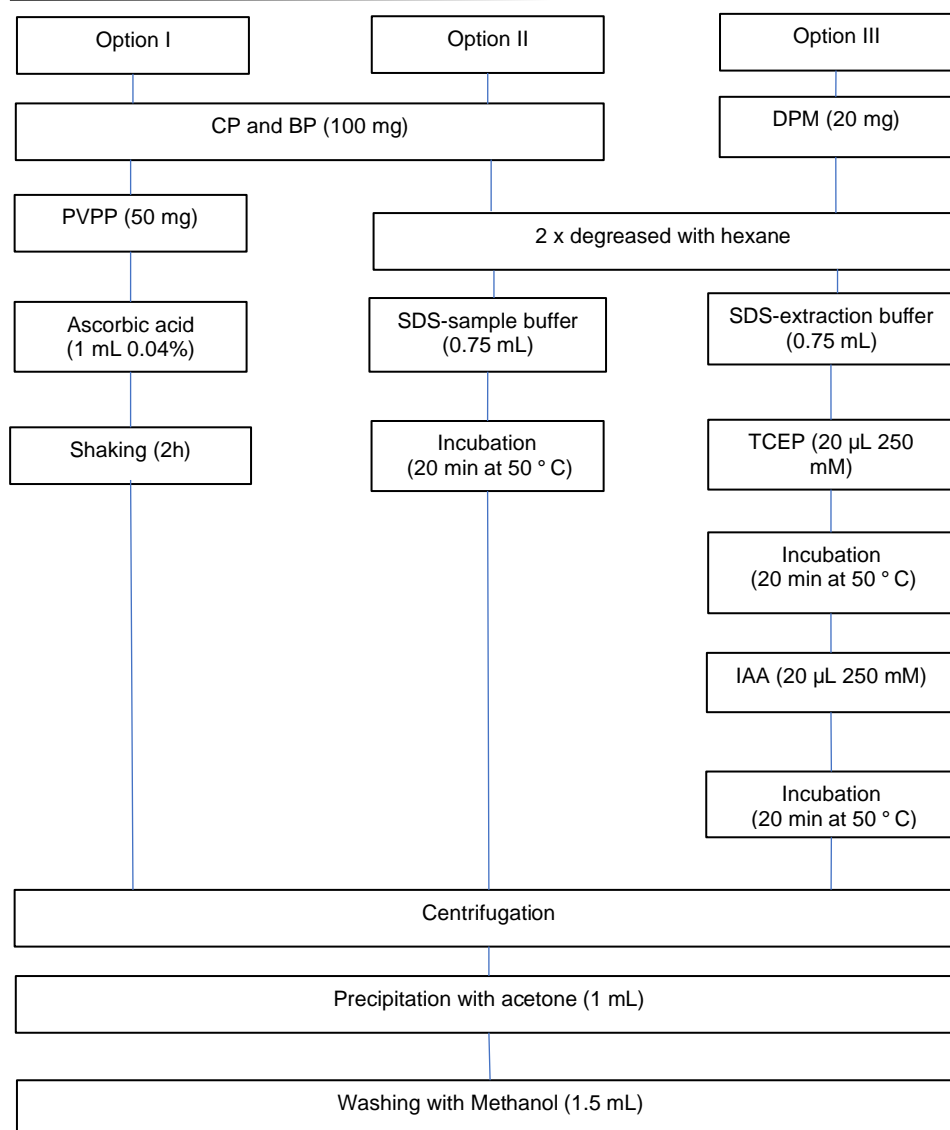 Option I
Option II
Option III
CP and BP (100 mg)
DPM (20 mg)
PVPP (50 mg)
2 x degreased with hexane
Ascorbic acid
(1 mL 0.04%)
SDS-sample buffer
(0.75 mL)
SDS-extraction buffer
(0.75 mL)
Shaking (2h)
Incubation
(20 min at 50 ° C)
TCEP (20 µL 250
mM)
Incubation
(20 min at 50 ° C)
IAA (20 µL 250 mM)
Incubation
(20 min at 50 ° C)
Centrifugation
Precipitation with acetone (1 mL)
Washing with Methanol (1.5 mL)